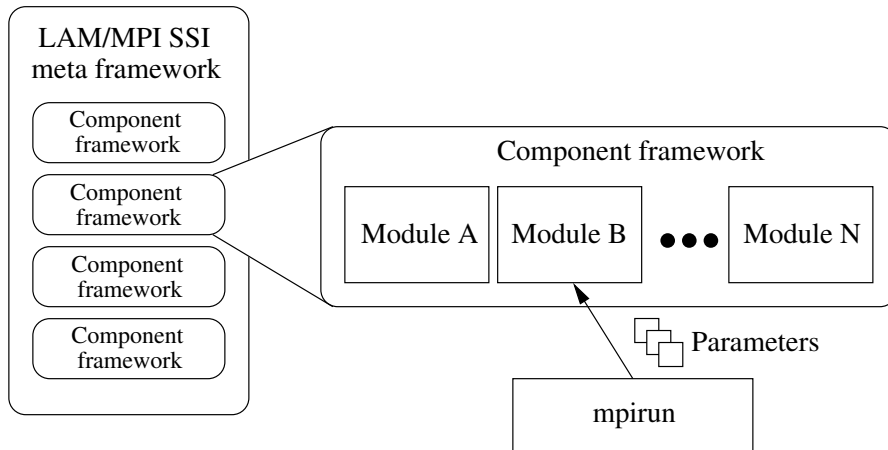 LAM/MPI SSI
meta framework
Component
framework
Component
framework
Component
framework
Component
framework
Component framework
Module A
Module B
Module N
Parameters
mpirun